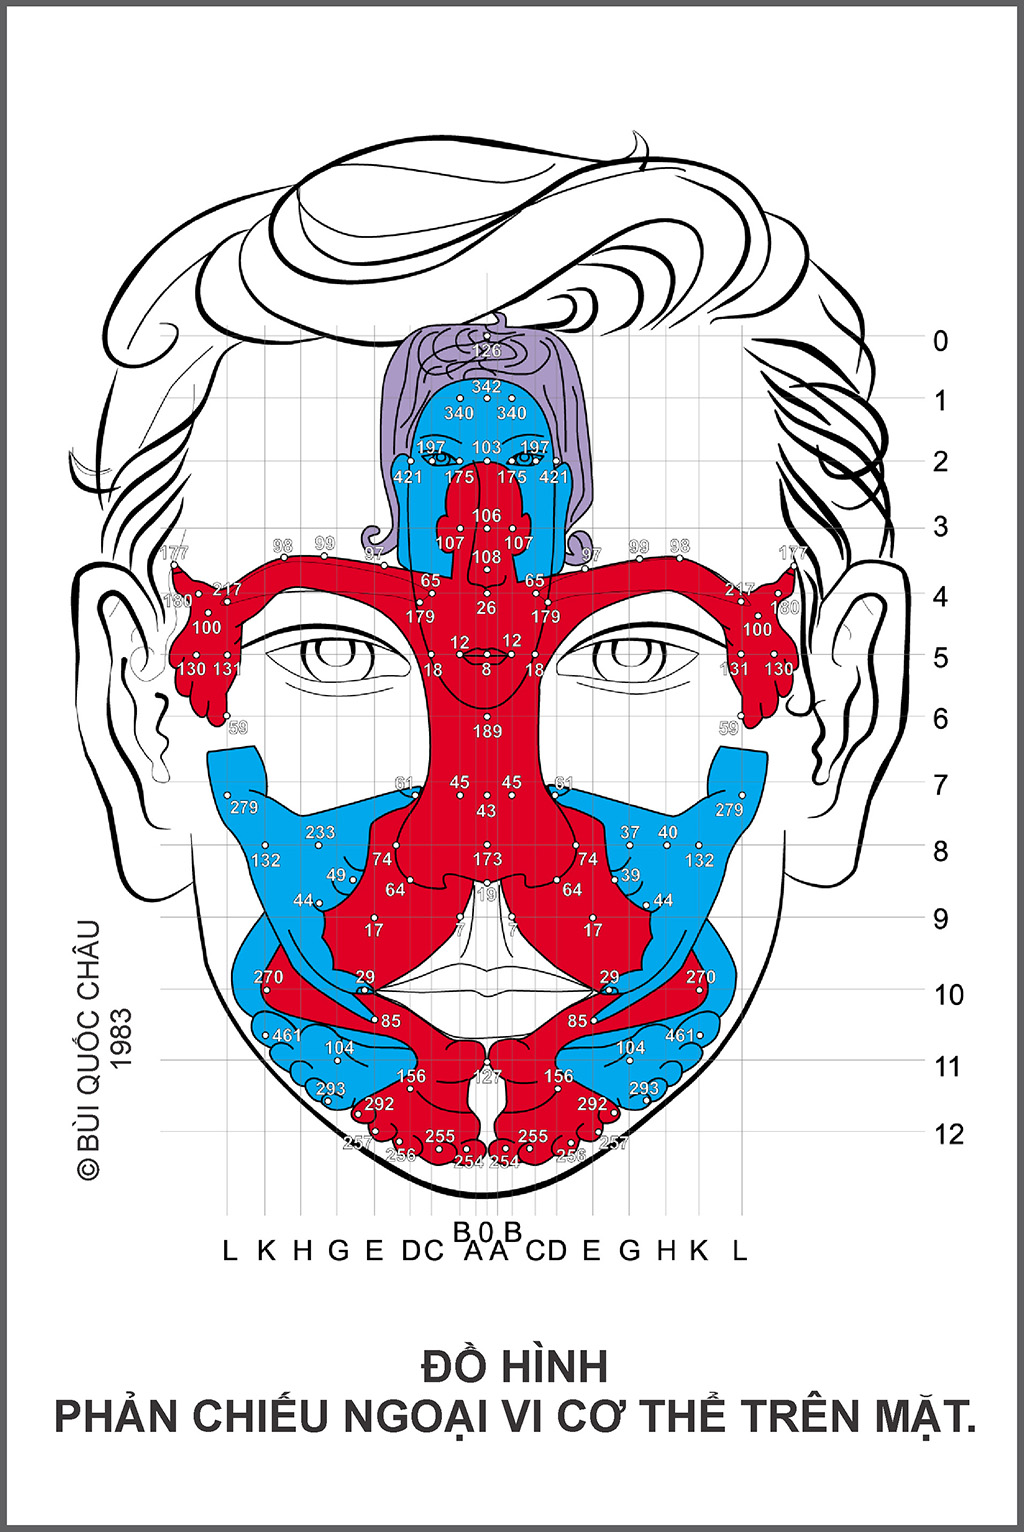 126
342
340 340
197 103 197
421 175 175 421
106
107 107
108
177 98 99 97 97 99 98 177
217 65 65 217
180 179 26 179 180
100 100
12 12
130 131 18 8 18 131 130
59 189 59
61 45 45 61
279 43 279
233 37 40
132 74 173 74 132
49 64 19 64 39
44 44
17 7 7 17
270 29 29 270
85 85
461 461
104 104
156 127 156
293 292 292 293
257 256 255 254 254 255 256 257
0
1
2
3
4
5
6
7
8
9
10
11
12
© BÙI QUỐC CHÂU
1983
B 0 B
L K H G E D C A A C D E G H K L
ĐỒ HÌNH
PHẢN CHIẾU NGOẠI VI CƠ THỂ TRÊN MẶT.